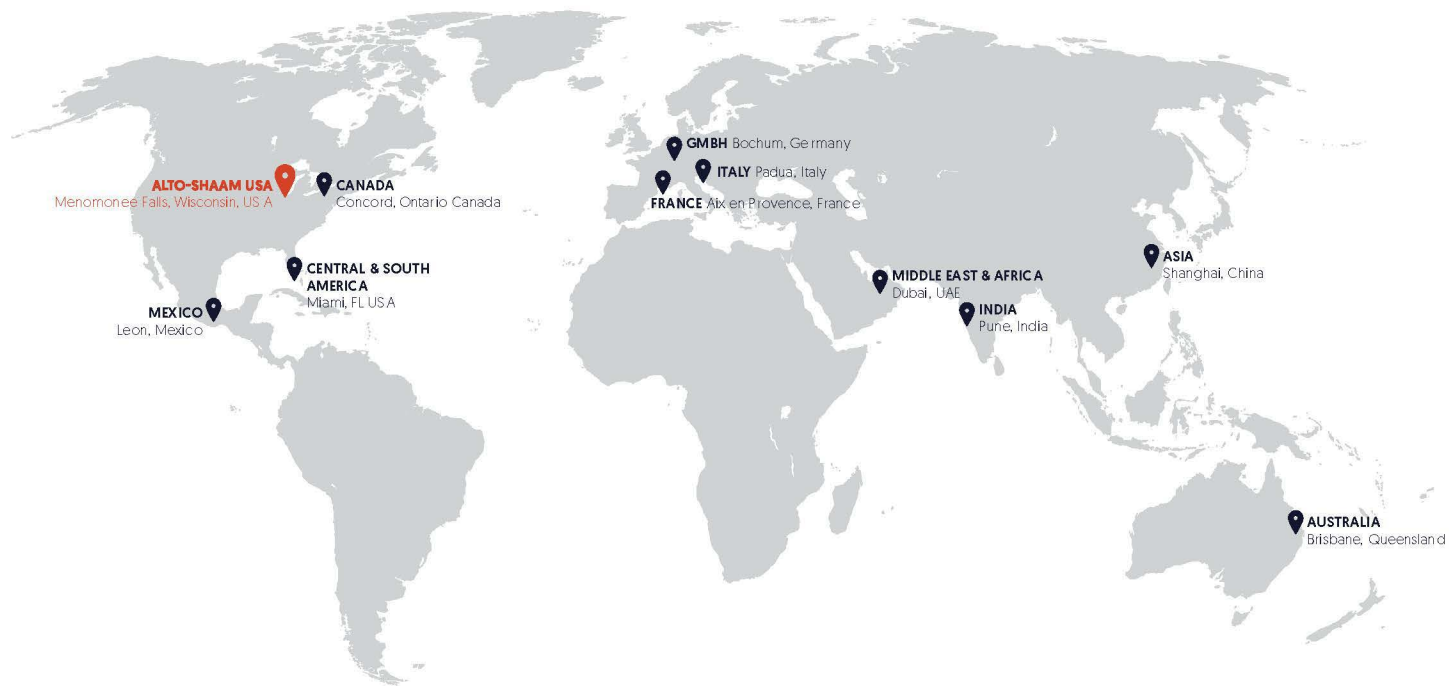 GMBH Bochum, Germany
ITALY Padua, Italy
ALTO-SHAAM USA
Menomonee Falls, Wisconsin, USA
CANADA
Concord, Ontario Canada
FRANCE Aix en Provence, France
ASIA
Shanghai, China
CENTRAL & SOUTH
AMERICA
Miami, FL USA
MIDDLE EAST & AFRICA
Dubai, UAE
MEXICO
Leon, Mexico
INDIA
Pune, India
AUSTRALIA
Brisbane, Queensland